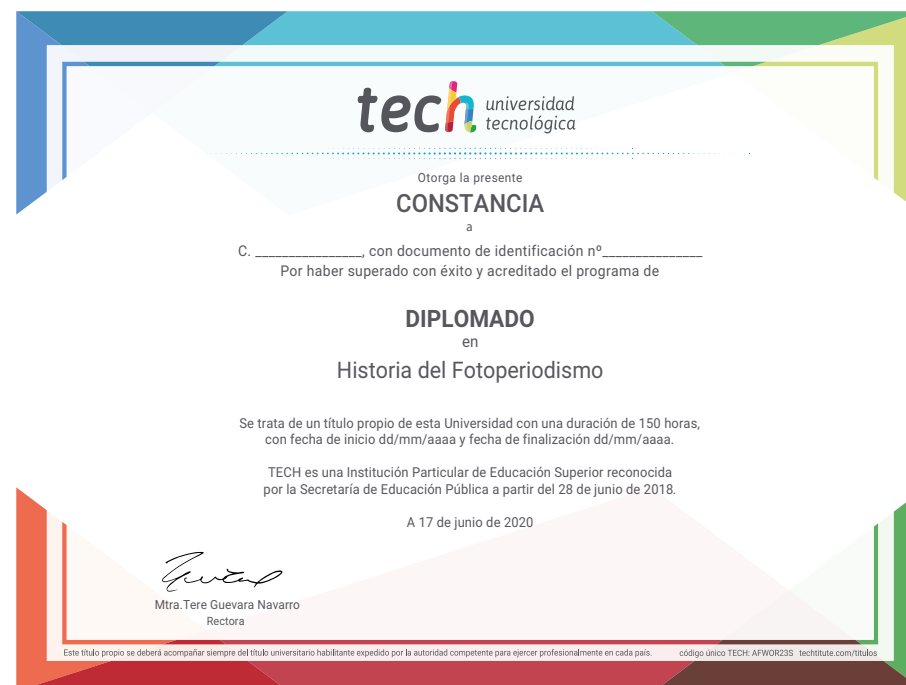 tech universidad
tecnológica
Otorga la presente
CONSTANCIA
a
C. ________________, con documento de identificación nº_______________
Por haber superado con éxito y acreditado el programa de
DIPLOMADO
en
Historia del Fotoperiodismo
Se trata de un título propio de esta Universidad con una duración de 150 horas,
con fecha de inicio dd/mm/aaaa y fecha de finalización dd/mm/aaaa.
TECH es una Institución Particular de Educación Superior reconocida
por la Secretaría de Educación Pública a partir del 28 de junio de 2018.
A 17 de junio de 2020
Mtra.Tere Guevara Navarro
Rectora
Este título propio se deberá acompañar siempre del título universitario habilitante expedido por la autoridad competente para ejercer profesionalmente en cada país. código único TECH: AFWOR23S techtitute.com/titulos